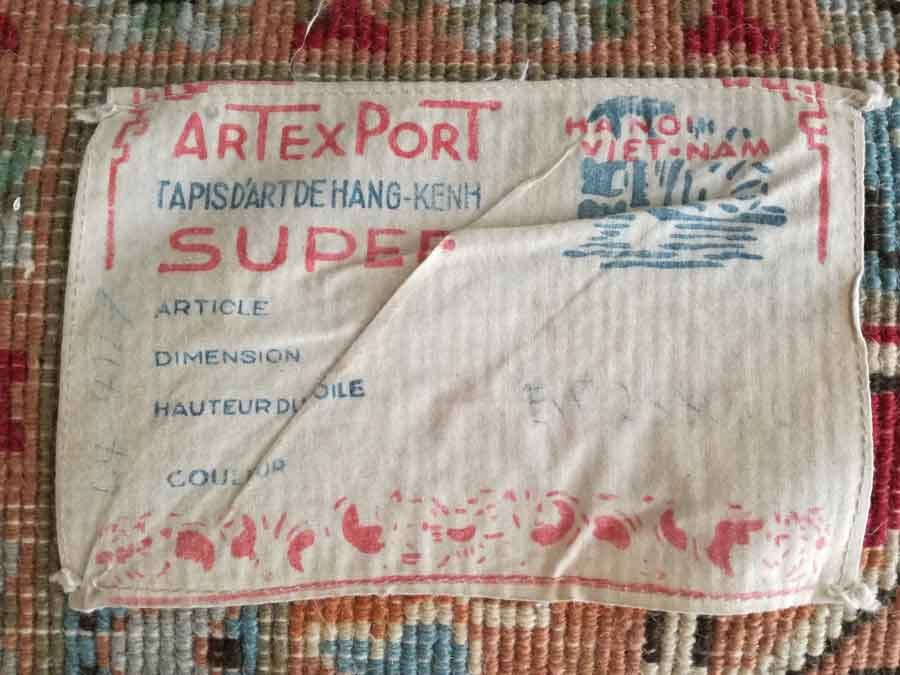 ARTEXPORT
HANOI
VIET-NAM
TAPIS D'ART DE HANG-KENH
SUPER
ARTICLE
DIMENSION
HAUTEUR DU OILE
COULEUR